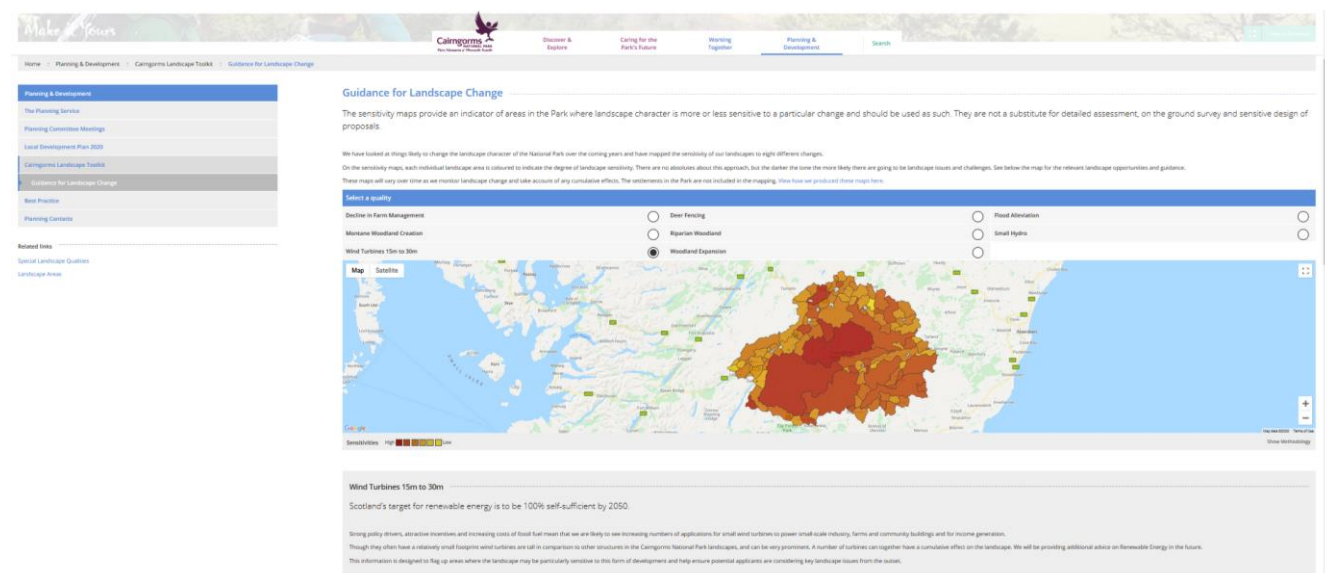 Make it Yours
Cairngorms
NATIONAL PARK
Discover &
Explore
Caring for the
Park's Future
Working
Together
Planning &
Development
Search
Home
Planning & Development
Cairngorms Landscape Toolkit
Guidance for Landscape Change
Planning & Development
The Planning Service
Planning Committee Meetings
Local Development Plan 2020
Cairngorms Landscape Toolkit
Guidance for Landscape Change
Best Practice
Planning Contacts
Related links
Special Landscape Qualities
Landscape Areas
Guidance for Landscape Change
The sensitivity maps provide an indicator of areas in the Park where landscape character is more or less sensitive to a particular change and should be used as such. They are not a substitute for detailed assessment, on the ground survey and sensitive design of
proposals.
We have looked at things likely to change the landscape character of the National Park over the coming years and have mapped the sensitivity of our landscapes to eight different changes.
On the sensitivity maps, each individual landscape area is coloured to indicate the degree of landscape sensitivity. There are no absolutes about this approach, but the darker the tone the more likely there are going to be landscape issues and challenges. See below the map for the relevant landscape opportunities and guidance.
These maps will vary over time as we monitor landscape change and take account of any cumulative effects. The settlements in the Park are not included in the mapping. View how we produced these maps here.
Select a quality
Decline in Farm Management
Deer Fencing
Flood Alleviation
Montane Woodland Creation
Riparian Woodland
Small Hydro
Wind Turbines 15m to 30m
Woodland Expansion
Map Satellite
Aberdeen
Google
Map data ©2020 Terms of Use
Sensitivities High Low
Show Methodology
Wind Turbines 15m to 30m
Scotland's target for renewable energy is to be 100% self-sufficient by 2050.
Strong policy drivers, attractive incentives and increasing costs of fossil fuel mean that we are likely to see increasing numbers of applications for small wind turbines to power small-scale industry, farms and community buildings and for income generation.
Though they often have a relatively small footprint wind turbines are tall in comparison to other structures in the Cairngorms National Park landscapes, and can be very prominent. A number of turbines can together have a cumulative effect on the landscape. We will be providing additional advice on Renewable Energy in the future.
This information is designed to flag up areas where the landscape may be particularly sensitive to this form of development and help ensure potential applicants are considering key landscape issues from the outset.